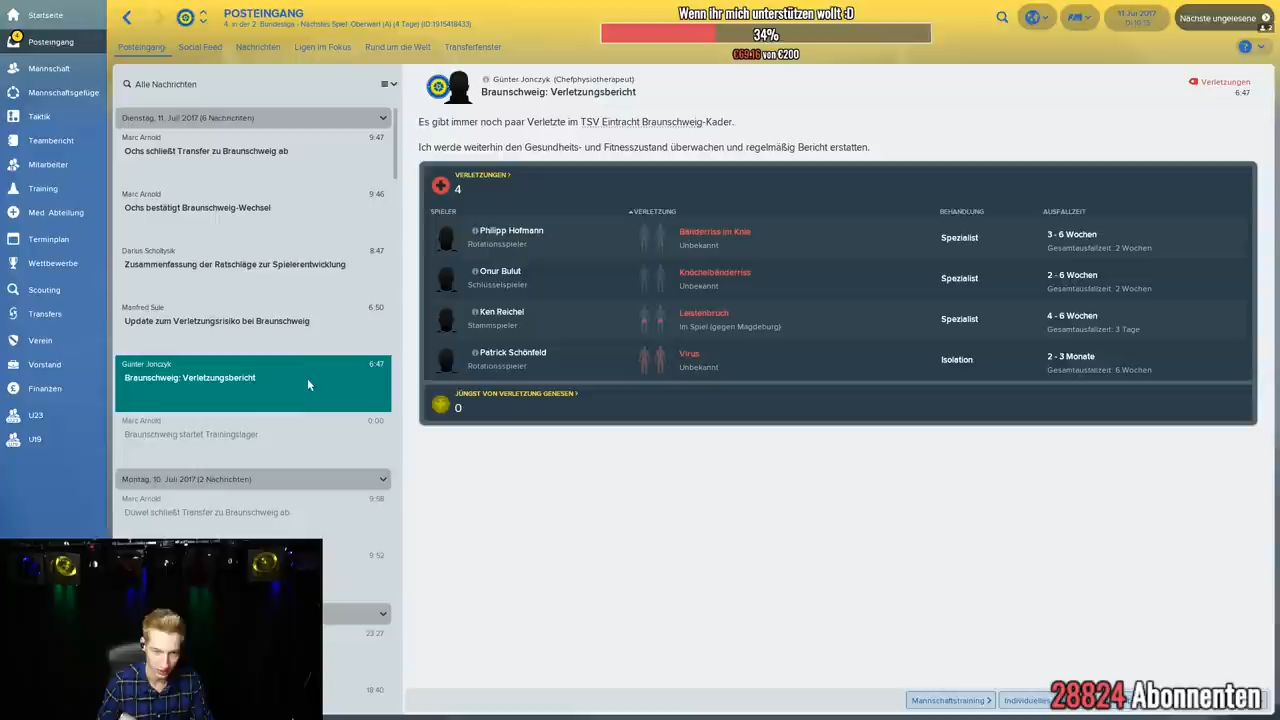 Startseite
4
Posteingang
Mannschaft
Mannschaftsgefüge
Taktik
Teambericht
Mitarbeiter
Training
Med. Abteilung
Terminplan
Wettbewerbe
Scouting
Transfers
Verein
Vorstand
Finanzen
U23
U19
POSTEINGANG
4. in der 2. Bundesliga - Nächstes Spiel: Oberwart (A) (4 Tage) (ID:1915418433)
Wenn ihr mich unterstützen wollt :D
34%
€69.16 von €200
11 Jul 2017
Di 10:13
Nächste ungelesene
2
Posteingang
Social Feed
Nachrichten
Ligen im Fokus
Rund um die Welt
Transferfenster
Alle Nachrichten
Dienstag, 11. Juli 2017 (6 Nachrichten)
Marc Arnold 9:47
Ochs schließt Transfer zu Braunschweig ab
Marc Arnold 9:46
Ochs bestätigt Braunschweig-Wechsel
Darius Scholtysik 8:47
Zusammenfassung der Ratschläge zur Spielerentwicklung
Manfred Sule 6:50
Update zum Verletzungsrisiko bei Braunschweig
Günter Jonczyk 6:47
Braunschweig: Verletzungsbericht
Marc Arnold 0:00
Braunschweig startet Trainingslager
Montag, 10. Juli 2017 (2 Nachrichten)
Marc Arnold 9:58
Düwel schließt Transfer zu Braunschweig ab
9:52
23:27
18:40
Günter Jonczyk (Chefphysiotherapeut)
Braunschweig: Verletzungsbericht
Verletzungen
6:47
Es gibt immer noch paar Verletzte im TSV Eintracht Braunschweig-Kader.
Ich werde weiterhin den Gesundheits- und Fitnesszustand überwachen und regelmäßig Bericht erstatten.
VERLETZUNGEN >
4
SPIELER VERLETZUNG BEHANDLUNG AUSFALLZEIT
Philipp Hofmann Bänderriss im Knie Spezialist 3 - 6 Wochen
Rotationsspieler Unbekannt Gesamtausfallzeit: 2 Wochen
Onur Bulut Knöchelbänderriss Spezialist 2 - 6 Wochen
Schlüsselspieler Unbekannt Gesamtausfallzeit: 2 Wochen
Ken Reichel Leistenbruch Spezialist 4 - 6 Wochen
Stammspieler Im Spiel (gegen Magdeburg) Gesamtausfallzeit: 3 Tage
Patrick Schönfeld Virus Isolation 2 - 3 Monate
Rotationsspieler Unbekannt Gesamtausfallzeit: 6 Wochen
JÜNGST VON VERLETZUNG GENESEN >
0
Mannschaftstraining >
Individuelles
28824 Abonnenten